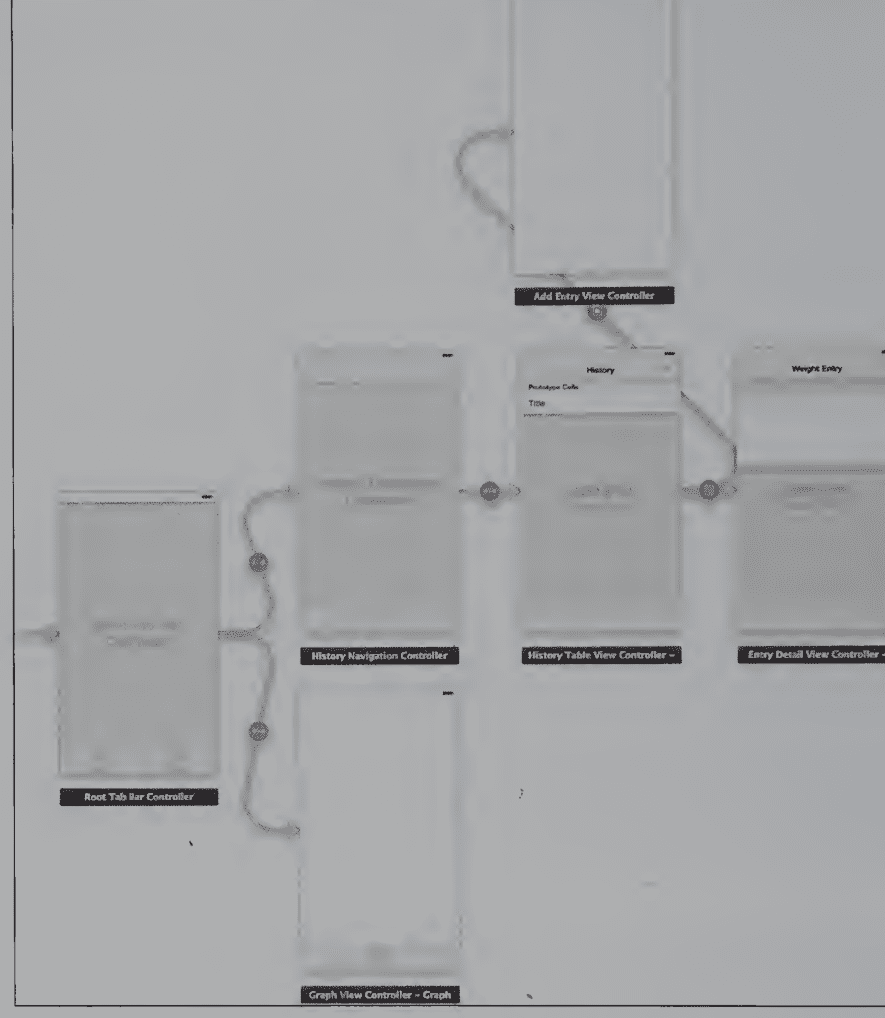 Add Entry View Controller
History
Prototype Cells
Title
Weight Entry
History Navigation Controller
History Table View Controller –
Entry Detail View Controller –
Root Tab Bar Controller
Graph View Controller – Graph